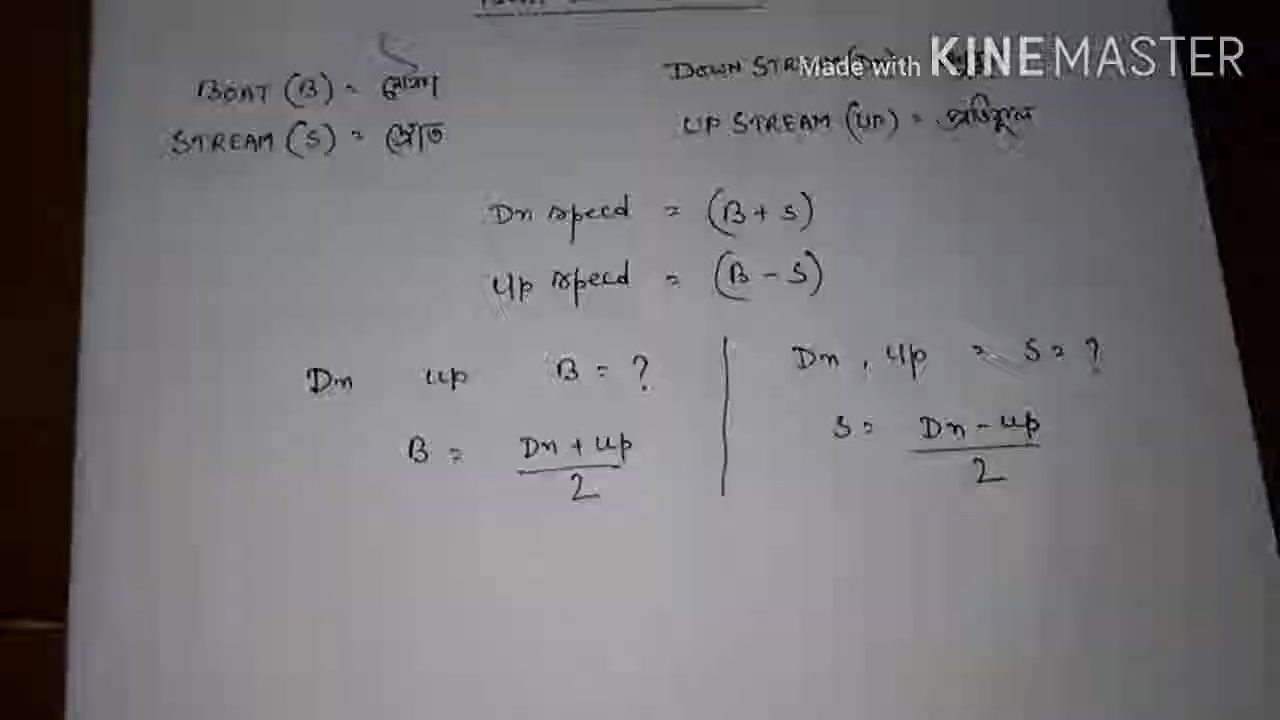 BOAT (B) = নৌকা
STREAM (S) = স্রোত
DOWN STREAM
Made with KINEMASTER
UP STREAM (UP) = প্রতিকূল
Dn speed = (B + S)
Up speed = (B - S)
Dn Up B = ?
B = Dn + Up / 2
Dn, Up = S = ?
S = Dn - Up / 2